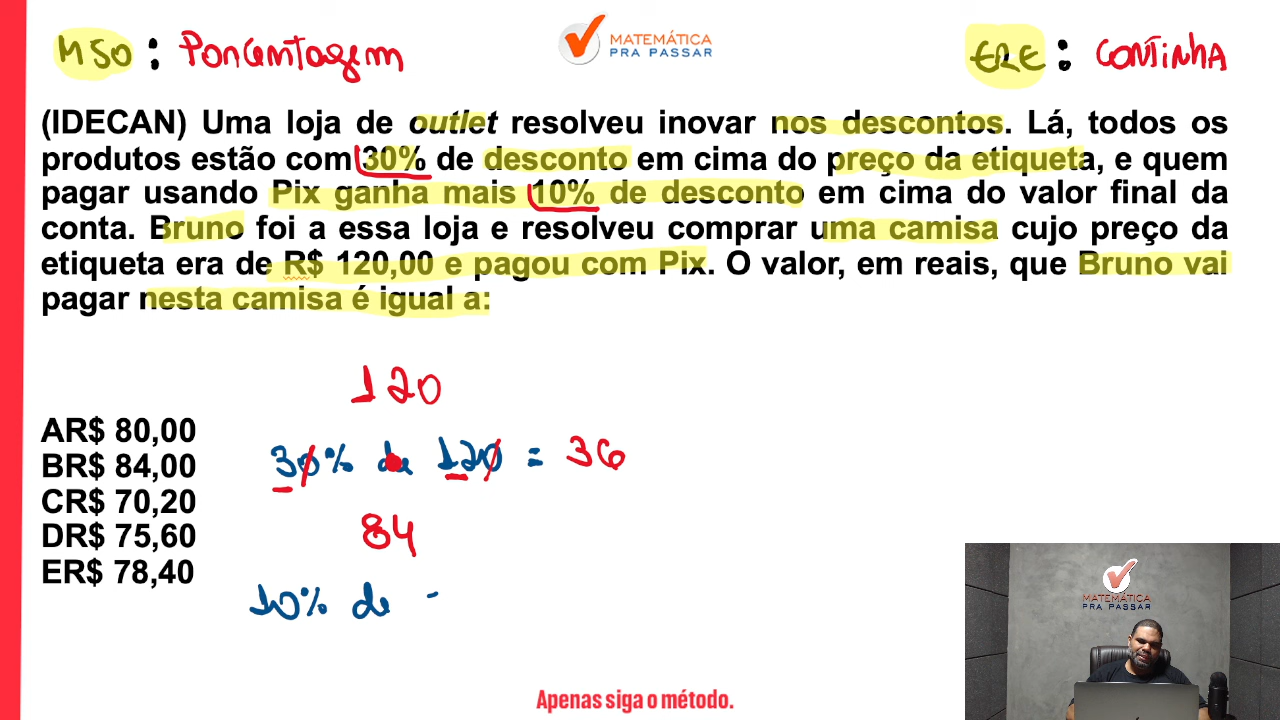 MSO : Porcentagem
MATEMÁTICA
PRA PASSAR
ERE : CONTINHA
(IDECAN) Uma loja de outlet resolveu inovar nos descontos. Lá, todos os
produtos estão com 30% de desconto em cima do preço da etiqueta, e quem
pagar usando Pix ganha mais 10% de desconto em cima do valor final da
conta. Bruno foi a essa loja e resolveu comprar uma camisa cujo preço da
etiqueta era de R$ 120,00 e pagou com Pix. O valor, em reais, que Bruno vai
pagar nesta camisa é igual a:
120
AR$ 80,00
30% de 120 = 36
BR$ 84,00
CR$ 70,20
84
DR$ 75,60
ER$ 78,40
10% de
MATEMÁTICA
PRA PASSAR
Apenas siga o método.